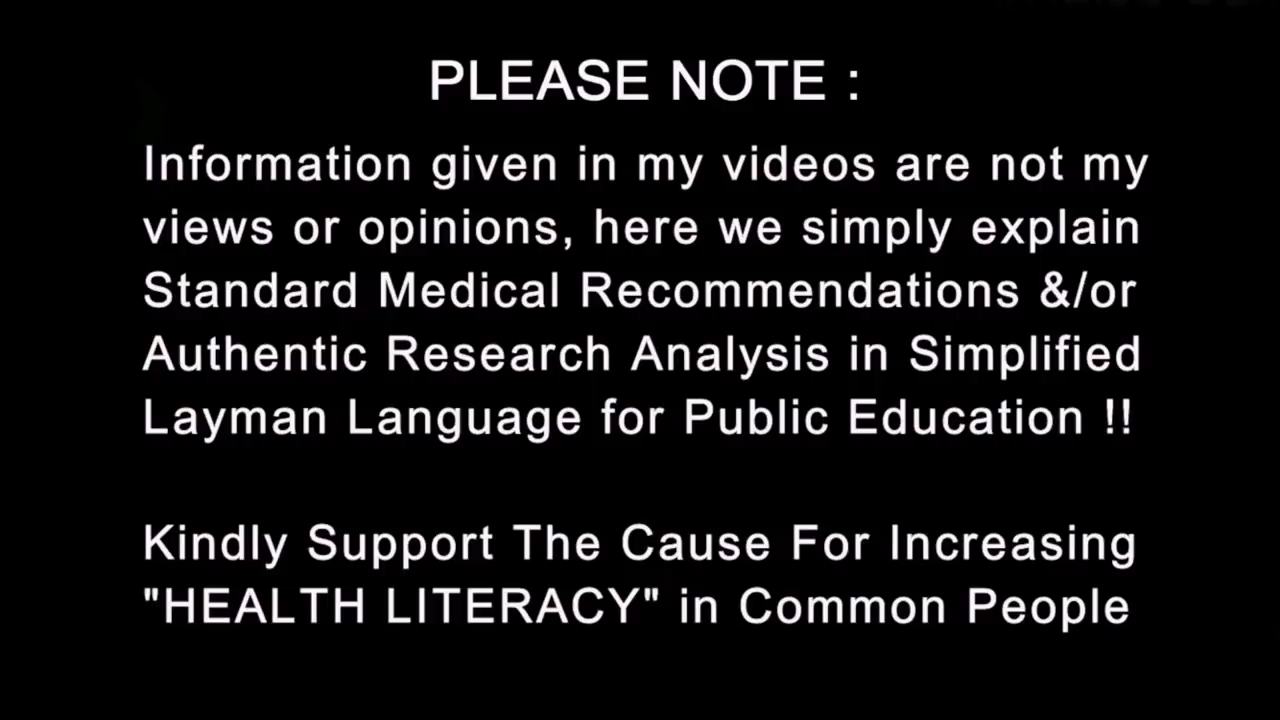 PLEASE NOTE :
Information given in my videos are not my
views or opinions, here we simply explain
Standard Medical Recommendations &/or
Authentic Research Analysis in Simplified
Layman Language for Public Education !!
Kindly Support The Cause For Increasing
"HEALTH LITERACY" in Common People